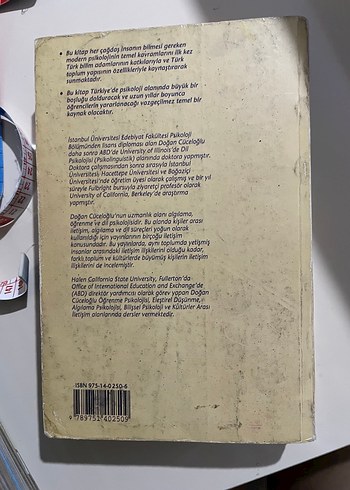 • Bu kitap her çağdaş insanın bilmesi gereken
modern psikolojinin temel kavramlarını ilk kez
Türk bilim adamlarının katkılarıyla ve Türk
toplum yapısının özellikleriyle kaynaştırarak
sunmaktadır.
• Bu kitap Türkiye'de psikoloji alanında büyük bir
boşluğu dolduracak ve uzun yıllar boyunca
öğrencilerin yararlanacağı vazgeçilmez temel bir
kaynak olacaktır.
İstanbul Üniversitesi Edebiyat Fakültesi Psikoloji
Bölümünden lisans diploması alan Doğan Cüceloğlu
daha sonra ABD'de University of Illinois'de Dil
Psikolojisi (Psikolinguistik) alanında doktora yapmıştır.
Doktora çalışmasından sonra sırasıyla İstanbul
Üniversitesi, Hacettepe Üniversitesi ve Boğaziçi
Üniversitesi'nde öğretim üyesi olarak çalışmış ve bir yıl
süreyle Fulbright bursuyla ziyaretçi profesör olarak
University of California, Berkeley'de araştırma
yapmıştır.
Doğan Cüceloğlu'nun uzmanlık alanı algılama,
öğrenme ve dil psikolojisidir. Bu alanda kişiler arası
iletişim, algılama ve dil süreçleri yoğun olarak
kullanıldığı için yayınlarının birçoğu iletişim
konusundadır. Bu yayınlarda, aynı toplumda yetişmiş
insanlar arasındaki iletişim ilişkilerini olduğu kadar,
farklı toplum ve kültürlerde büyümüş kişilerin iletişim
ilişkilerini de incelemiştir.
Halen California State University, Fullerton'da
Office of International Education and Exchange'de
(ABD) direktör yardımcısı olarak görev yapan Doğan
Cüceloğlu Öğrenme Psikolojisi, Eleştirel Düşünme,
Algılama Psikolojisi, Bilişsel Psikoloji ve Kültürler Arası
İletişim alanlarında dersler vermektedir.
ISBN 975-14-0250-6
9 789751 402509